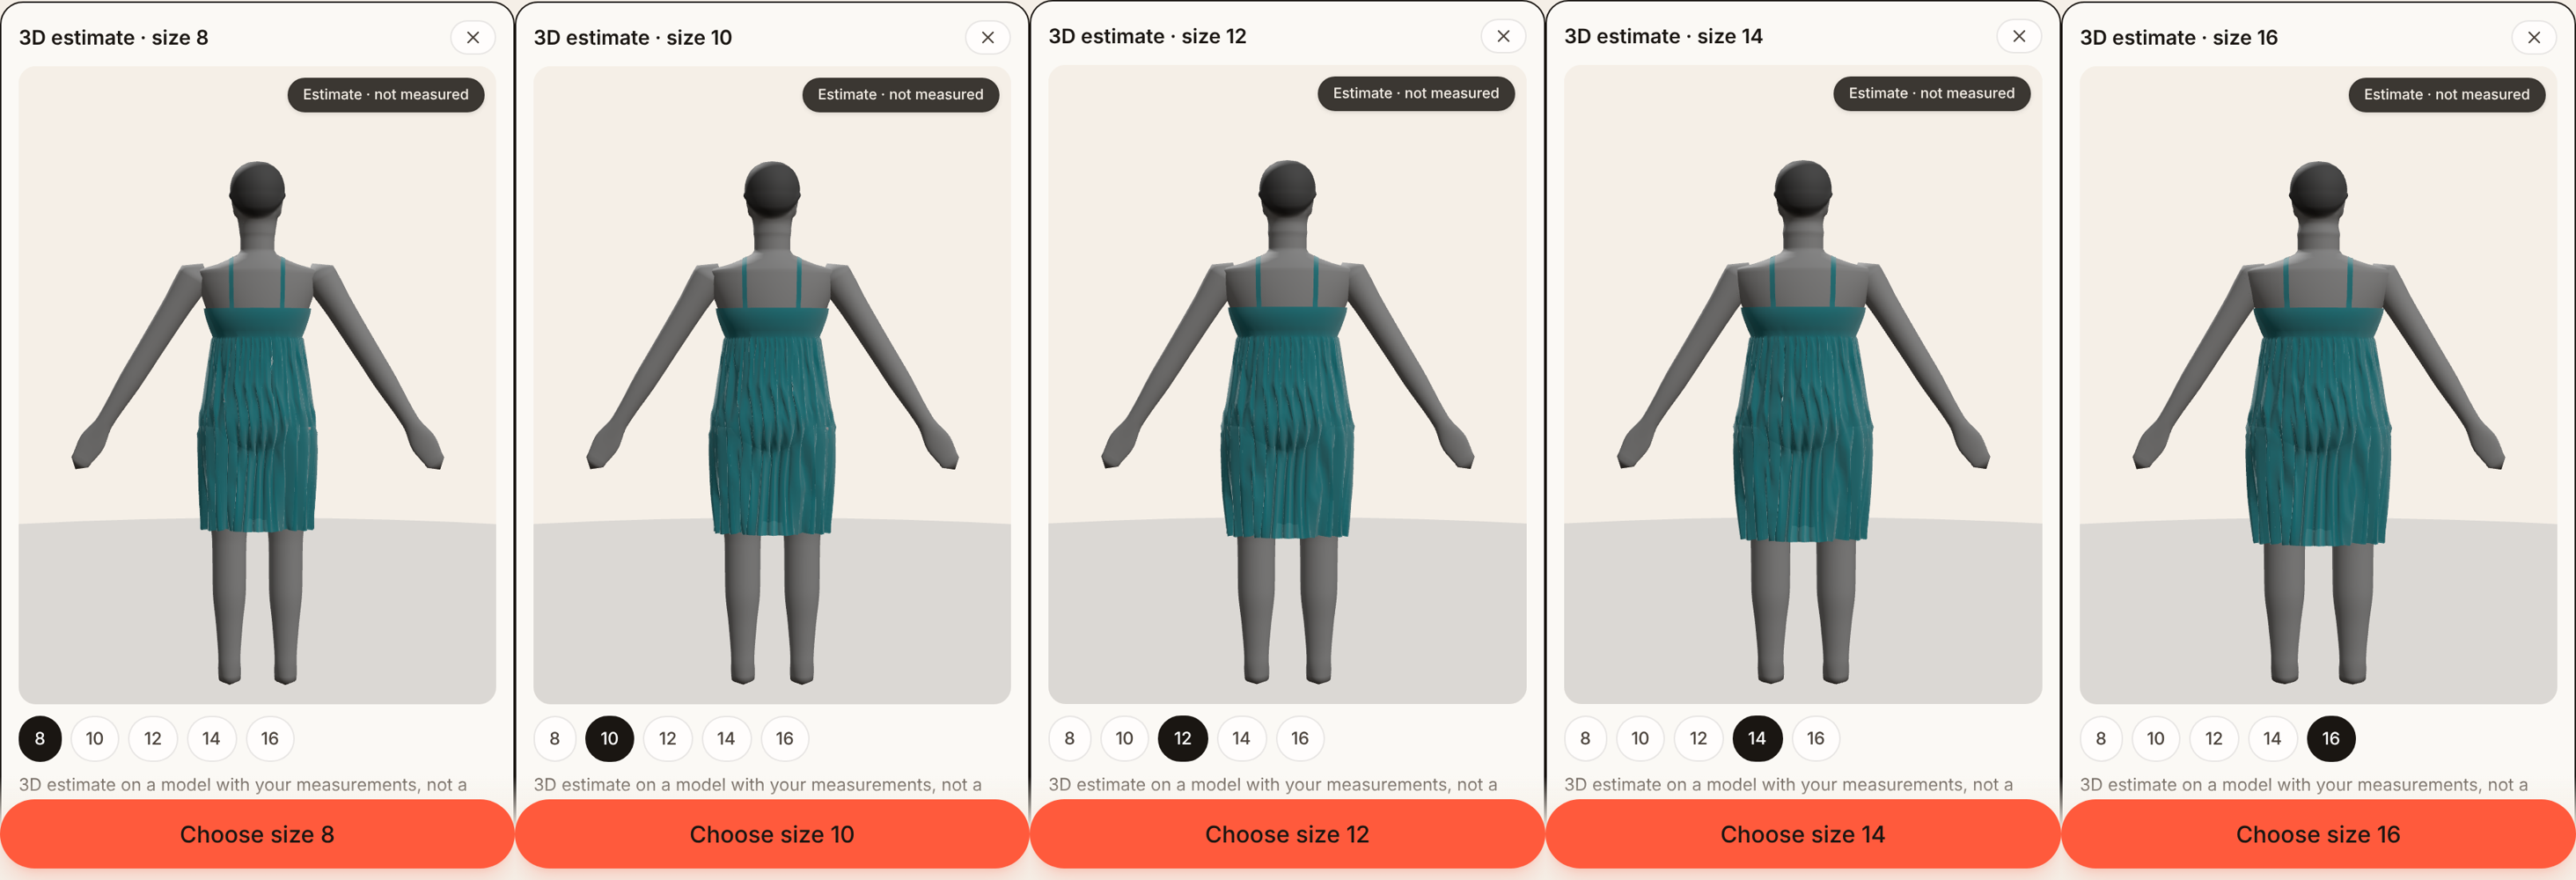 3D estimate · size 8
Estimate · not measured
8 10 12 14 16
3D estimate on a model with your measurements, not a
Choose size 8
3D estimate · size 10
Estimate · not measured
8 10 12 14 16
3D estimate on a model with your measurements, not a
Choose size 10
3D estimate · size 12
Estimate · not measured
8 10 12 14 16
3D estimate on a model with your measurements, not a
Choose size 12
3D estimate · size 14
Estimate · not measured
8 10 12 14 16
3D estimate on a model with your measurements, not a
Choose size 14
3D estimate · size 16
Estimate · not measured
8 10 12 14 16
3D estimate on a model with your measurements, not a
Choose size 16